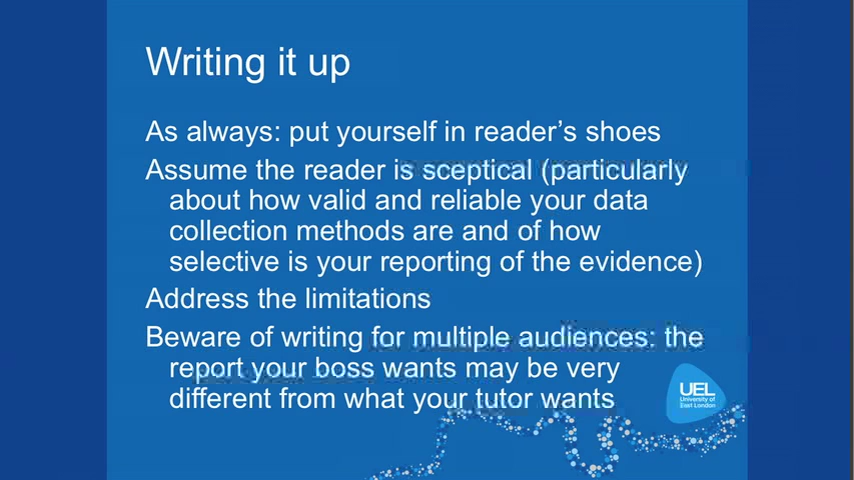 Writing it up
As always: put yourself in reader's shoes
Assume the reader is sceptical (particularly
about how valid and reliable your data
collection methods are and of how
selective is your reporting of the evidence)
Address the limitations
Beware of writing for multiple audiences: the
report your boss wants may be very
different from what your tutor wants
UEL
University of
East London